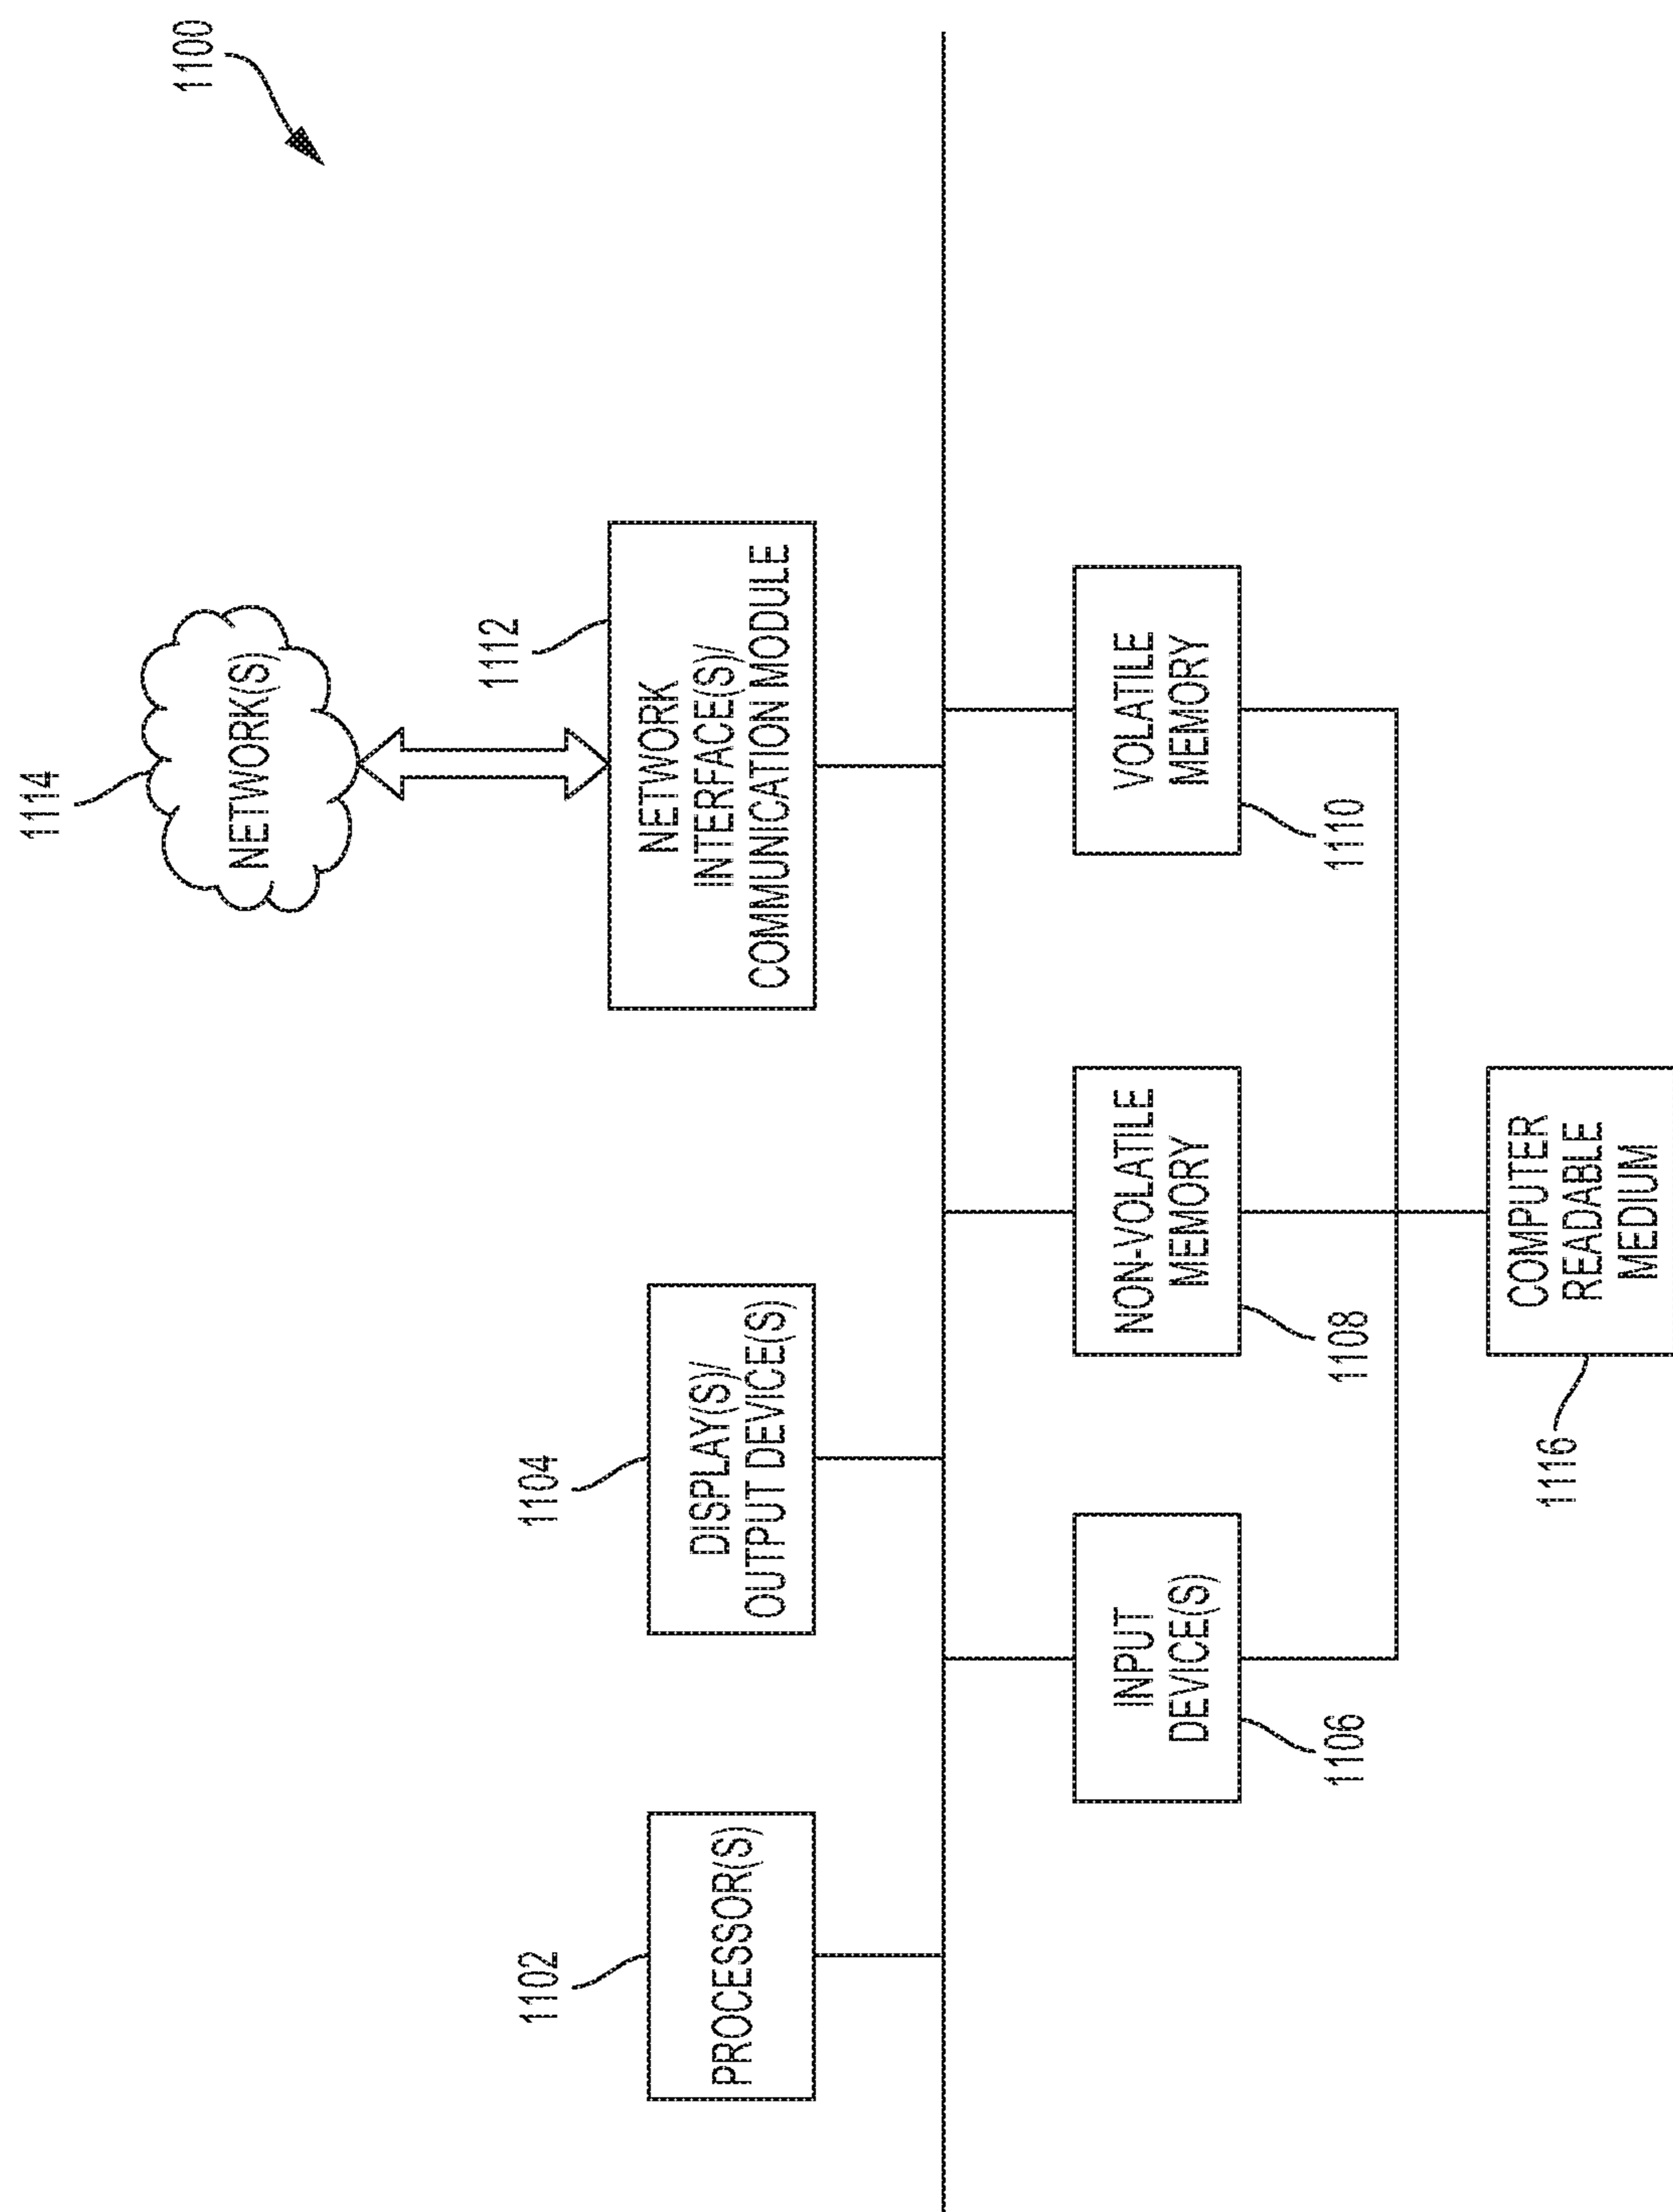 1100
1114
NETWORK(S)
1112
NETWORK
INTERFACE(S)/
COMMUNICATION MODULE
1104
DISPLAY(S)/
OUTPUT DEVICE(S)
1102
PROCESSOR(S)
INPUT
DEVICE(S)
1106
NON-VOLATILE
MEMORY
1108
VOLATILE
MEMORY
1110
COMPUTER
READABLE
MEDIUM
1116